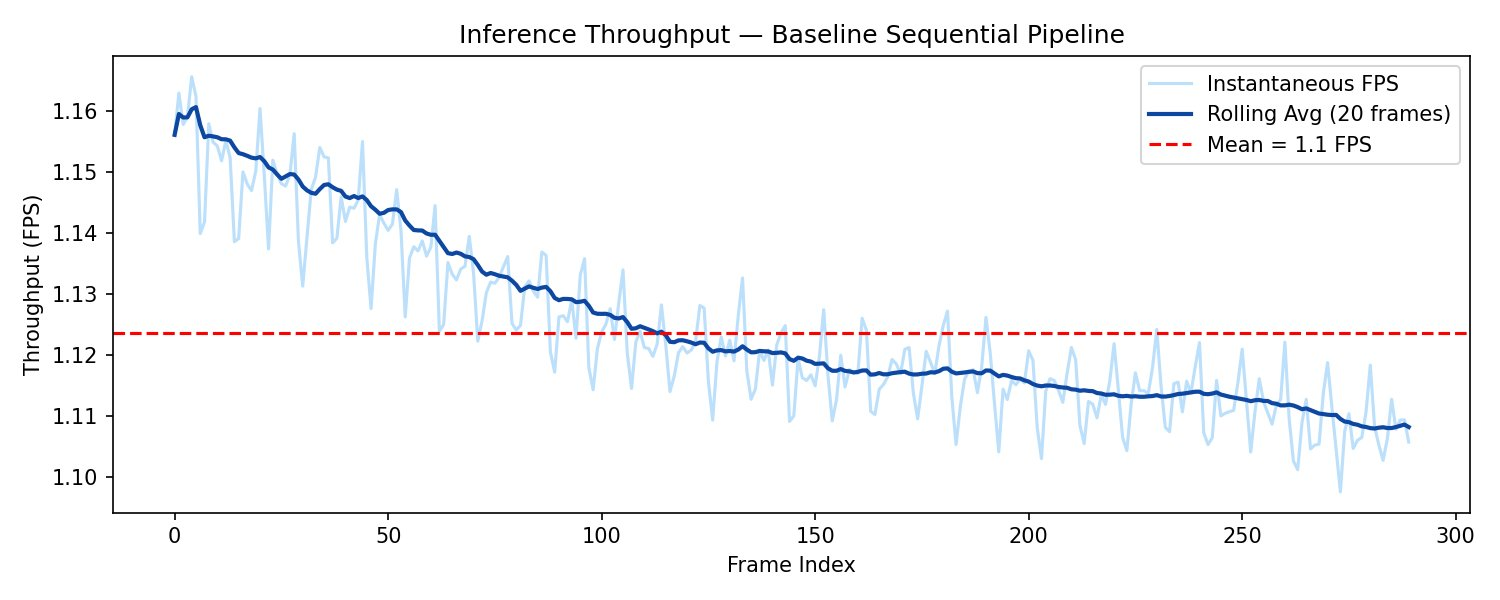 Inference Throughput — Baseline Sequential Pipeline
Instantaneous FPS
Rolling Avg (20 frames)
Mean = 1.1 FPS
Throughput (FPS)
1.16
1.15
1.14
1.13
1.12
1.11
1.10
0 50 100 150 200 250 300
Frame Index